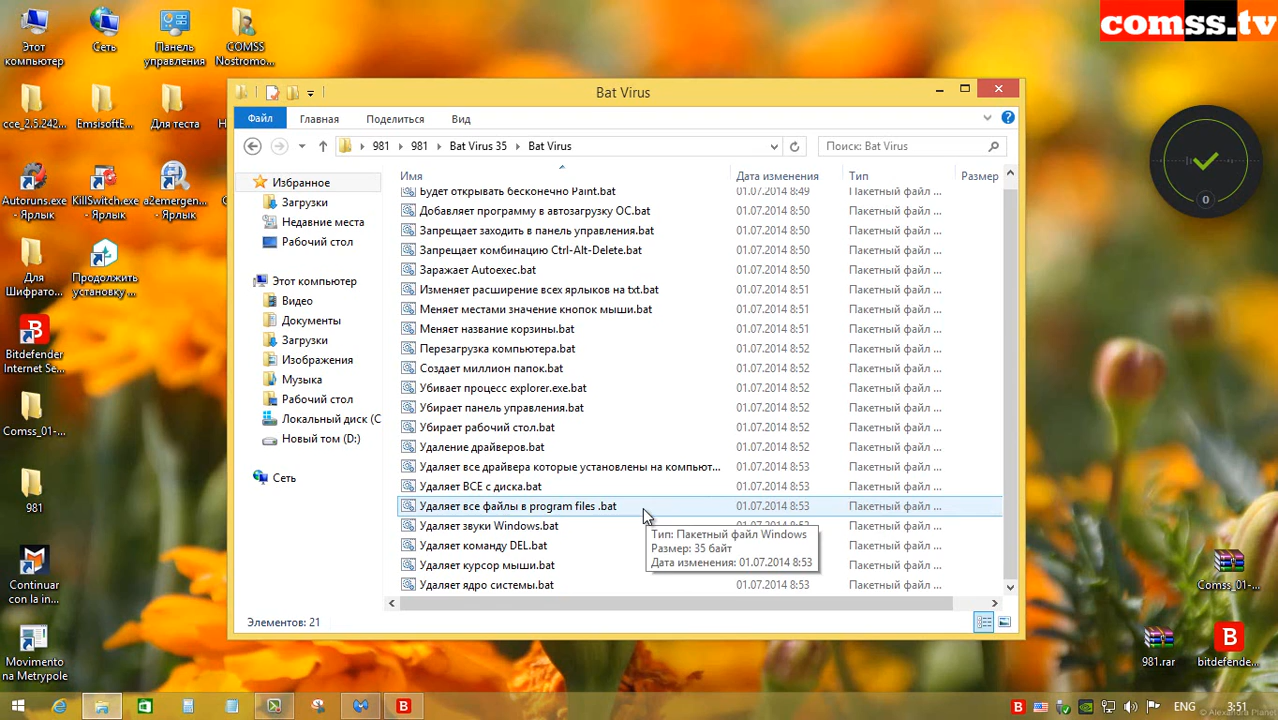 comss.tv
Этот компьютер
Сеть
Панель управления
COMSS Nostromo...
cce_2.5.242...
EmsisoftE...
Для теста
Autoruns.exe - Ярлык
KillSwitch.exe - Ярлык
a2emergen... - Ярлык
Для Шифрато...
Продолжить установку ...
Bitdefender Internet Se...
Comss_01-...
981
Continuar con la in...
Movimento na Metrypole
Bat Virus
Файл
Главная
Поделиться
Вид
981
981
Bat Virus 35
Bat Virus
Поиск: Bat Virus
Избранное
Загрузки
Недавние места
Рабочий стол
Этот компьютер
Видео
Документы
Загрузки
Изображения
Музыка
Рабочий стол
Локальный диск (C
Новый том (D:)
Сеть
Имя Дата изменения Тип Размер
Будет открывать бесконечно Paint.bat 01.07.2014 8:49 Пакетный файл ...
Добавляет программу в автозагрузку ОС.bat 01.07.2014 8:50 Пакетный файл ...
Запрещает заходить в панель управления.bat 01.07.2014 8:50 Пакетный файл ...
Запрещает комбинацию Ctrl-Alt-Delete.bat 01.07.2014 8:50 Пакетный файл ...
Заражает Autoexec.bat 01.07.2014 8:50 Пакетный файл ...
Изменяет расширение всех ярлыков на txt.bat 01.07.2014 8:51 Пакетный файл ...
Меняет местами значение кнопок мыши.bat 01.07.2014 8:51 Пакетный файл ...
Меняет название корзины.bat 01.07.2014 8:51 Пакетный файл ...
Перезагрузка компьютера.bat 01.07.2014 8:52 Пакетный файл ...
Создает миллион папок.bat 01.07.2014 8:52 Пакетный файл ...
Убивает процесс explorer.exe.bat 01.07.2014 8:52 Пакетный файл ...
Убирает панель управления.bat 01.07.2014 8:52 Пакетный файл ...
Убирает рабочий стол.bat 01.07.2014 8:52 Пакетный файл ...
Удаление драйверов.bat 01.07.2014 8:52 Пакетный файл ...
Удаляет все драйвера которые установлены на компьют... 01.07.2014 8:53 Пакетный файл ...
Удаляет ВСЕ с диска.bat 01.07.2014 8:53 Пакетный файл ...
Удаляет все файлы в program files .bat 01.07.2014 8:53 Пакетный файл ...
Удаляет звуки Windows.bat Пакетный файл ...
Удаляет команду DEL.bat Пакетный файл ...
Удаляет курсор мыши.bat Пакетный файл ...
Удаляет ядро системы.bat 01.07.2014 8:53 Пакетный файл ...
Тип: Пакетный файл Windows
Размер: 35 байт
Дата изменения: 01.07.2014 8:53
Элементов: 21
0
Comss_01-...
981.rar
bitdefende...
ENG
3:51